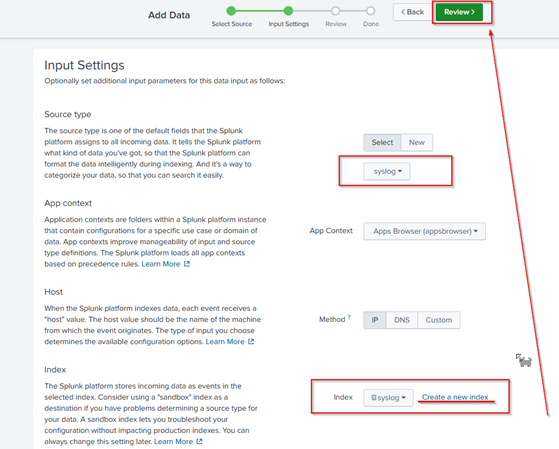 Add Data
Select Source
Input Settings
Review
Done
< Back
Review >
Input Settings
Optionally set additional input parameters for this data input as follows:
Source type
The source type is one of the default fields that the Splunk
platform assigns to all incoming data. It tells the Splunk platform
what kind of data you've got, so that the Splunk platform can
format the data intelligently during indexing. And it's a way to
categorize your data, so that you can search it easily.
Select
New
syslog
App context
Application contexts are folders within a Splunk platform instance
that contain configurations for a specific use case or domain of
data. App contexts improve manageability of input and source
type definitions. The Splunk platform loads all app contexts
based on precedence rules. Learn More
App Context
Apps Browser (appsbrowser)
Host
When the Splunk platform indexes data, each event receives a
"host" value. The host value should be the name of the machine
from which the event originates. The type of input you choose
determines the available configuration options. Learn More
Method ?
IP
DNS
Custom
Index
The Splunk platform stores incoming data as events in the
selected index. Consider using a "sandbox" index as a
destination if you have problems determining a source type for
your data. A sandbox index lets you troubleshoot your
configuration without impacting production indexes. You can
always change this setting later. Learn More
Index
syslog
Create a new index